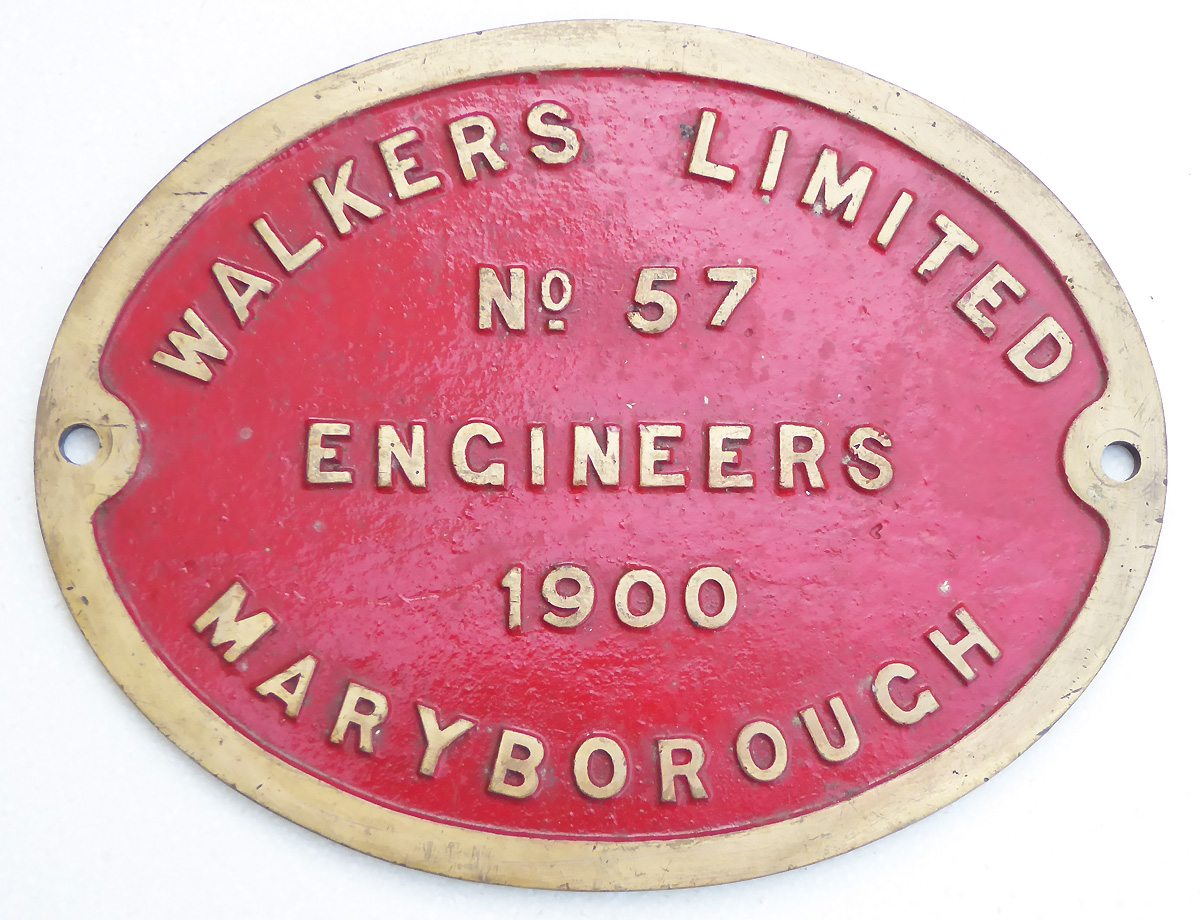 WALKERS LIMITED
No 57
ENGINEERS
1900
MARYBOROUGH